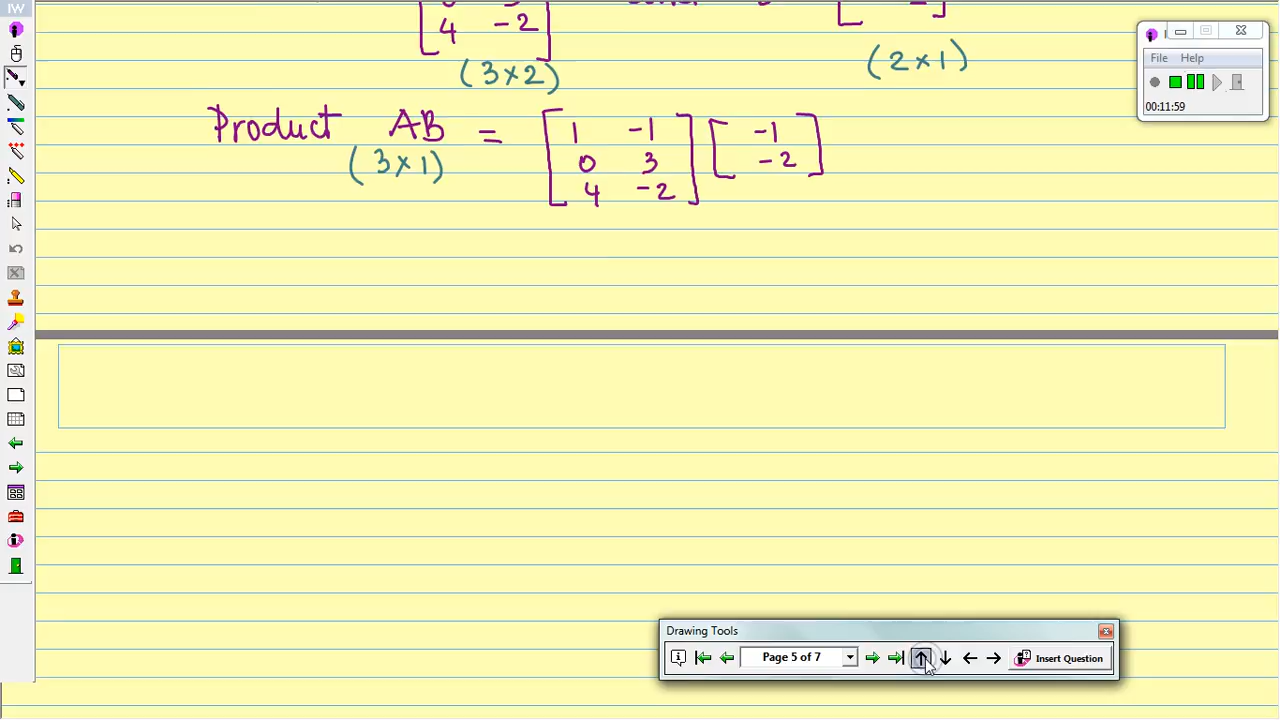 IW
4 -2
(3×2)
(2×1)
File Help
00:11:59
Product AB = [ 1 -1 ] [ -1 ]
(3×1) 0 3 -2
4 -2
Drawing Tools
Page 5 of 7
Insert Question